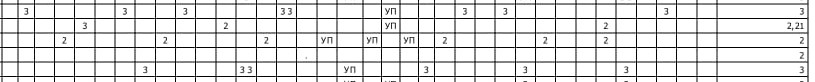 3 3 3 3 3 УП 3 3 3 3
3 2 УП 2 2,21
2 2 2 УП УП УП 2 2 2 2
2
3 3 3 УП 3 3 3 3